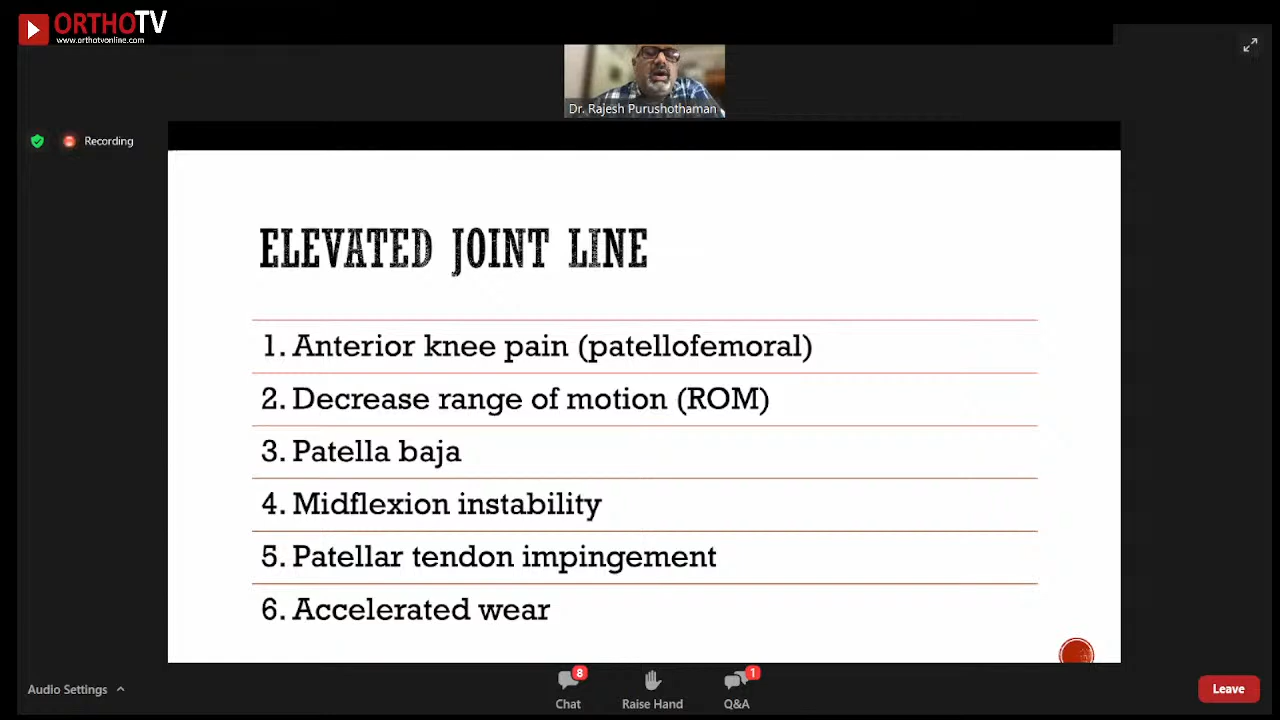 ORTHOTV
www.orthotvonline.com
Dr. Rajesh Purushothaman
Recording
ELEVATED JOINT LINE
1. Anterior knee pain (patellofemoral)
2. Decrease range of motion (ROM)
3. Patella baja
4. Midflexion instability
5. Patellar tendon impingement
6. Accelerated wear
8
1
Audio Settings
Chat
Raise Hand
Q&A
Leave